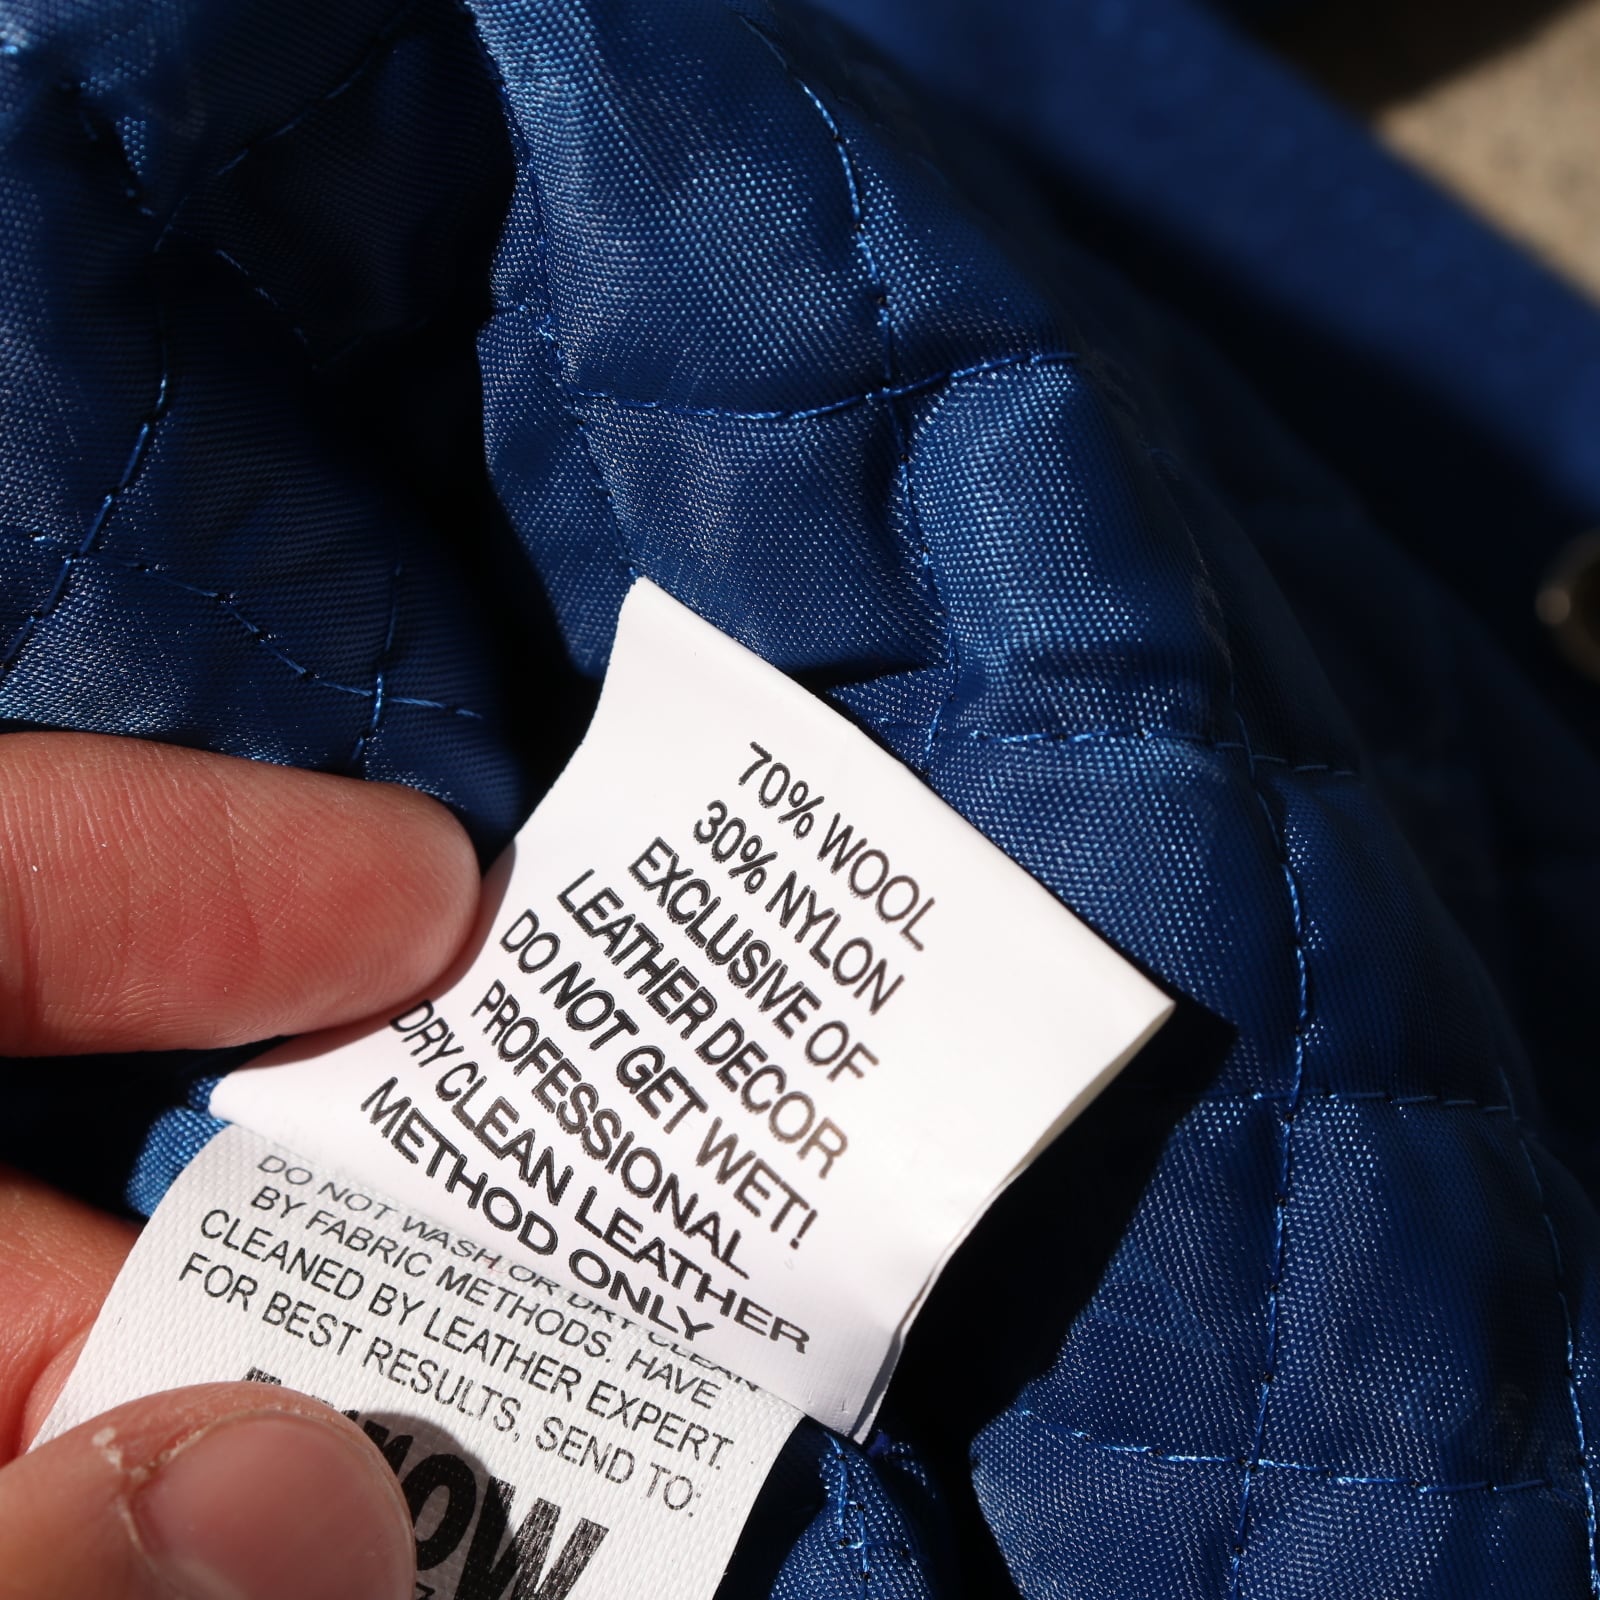 70% WOOL
30% NYLON
EXCLUSIVE OF
LEATHER DECOR
DO NOT GET WET!
PROFESSIONAL
DRY CLEAN LEATHER
METHOD ONLY
DO NOT WASH OR DRY CLEAN
BY FABRIC METHODS. HAVE
CLEANED BY LEATHER EXPERT.
FOR BEST RESULTS, SEND TO: